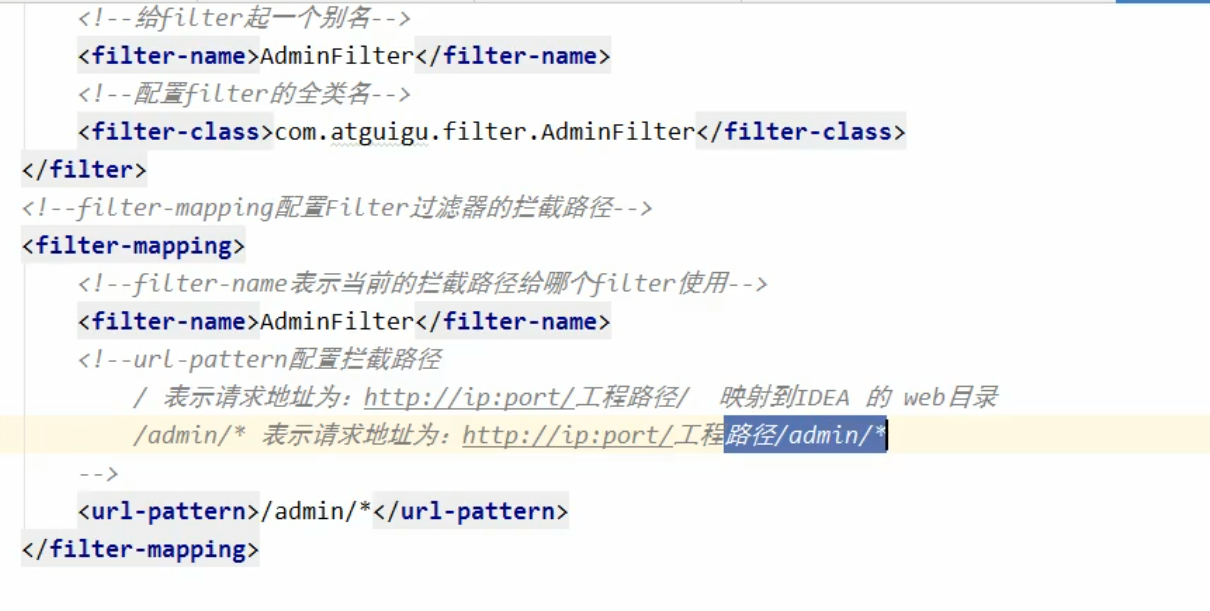 <!--给filter起一个别名-->
<filter-name>AdminFilter</filter-name>
<!--配置filter的全类名-->
<filter-class>com.atguigu.filter.AdminFilter</filter-class>
</filter>
<!--filter-mapping配置Filter过滤器的拦截路径-->
<filter-mapping>
<!--filter-name表示当前的拦截路径给哪个filter使用-->
<filter-name>AdminFilter</filter-name>
<!--url-pattern配置拦截路径
/ 表示请求地址为：http://ip:port/工程路径/ 映射到IDEA 的 web目录
/admin/* 表示请求地址为：http://ip:port/工程路径/admin/*
-->
<url-pattern>/admin/*</url-pattern>
</filter-mapping>